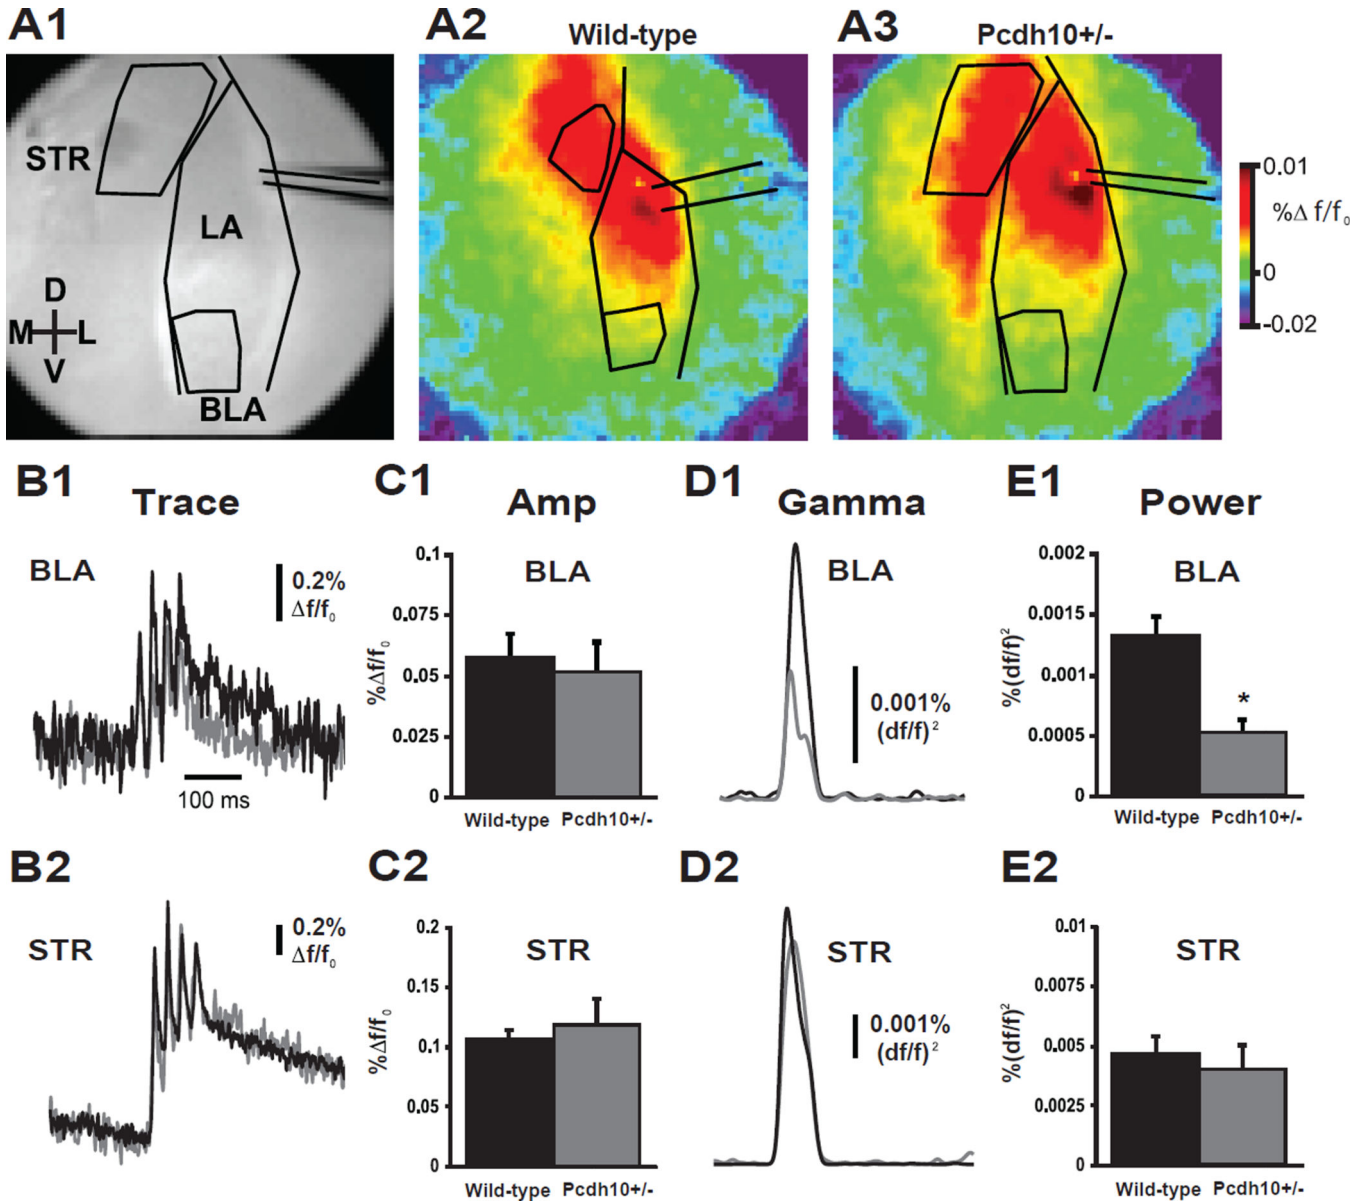 A1
STR
LA
D
M L
V
BLA
A2
Wild-type
A3
Pcdh10+/-
0.01
%Δ f/f₀
0
-0.02
B1
Trace
BLA
0.2%
Δf/f₀
100 ms
C1
Amp
0.1
BLA
0.075
%Δf/f₀
0.05
0.025
0
Wild-type Pcdh10+/-
D1
Gamma
BLA
0.001%
(df/f)²
E1
Power
0.002
BLA
0.0015
%(df/f)²
0.001
*
0.0005
0
Wild-type Pcdh10+/-
B2
STR
0.2%
Δf/f₀
C2
0.2
STR
0.15
%Δf/f₀
0.1
0.05
0
Wild-type Pcdh10+/-
D2
STR
0.001%
(df/f)²
E2
0.01
STR
0.0075
%(df/f)²
0.005
0.0025
0
Wild-type Pcdh10+/-